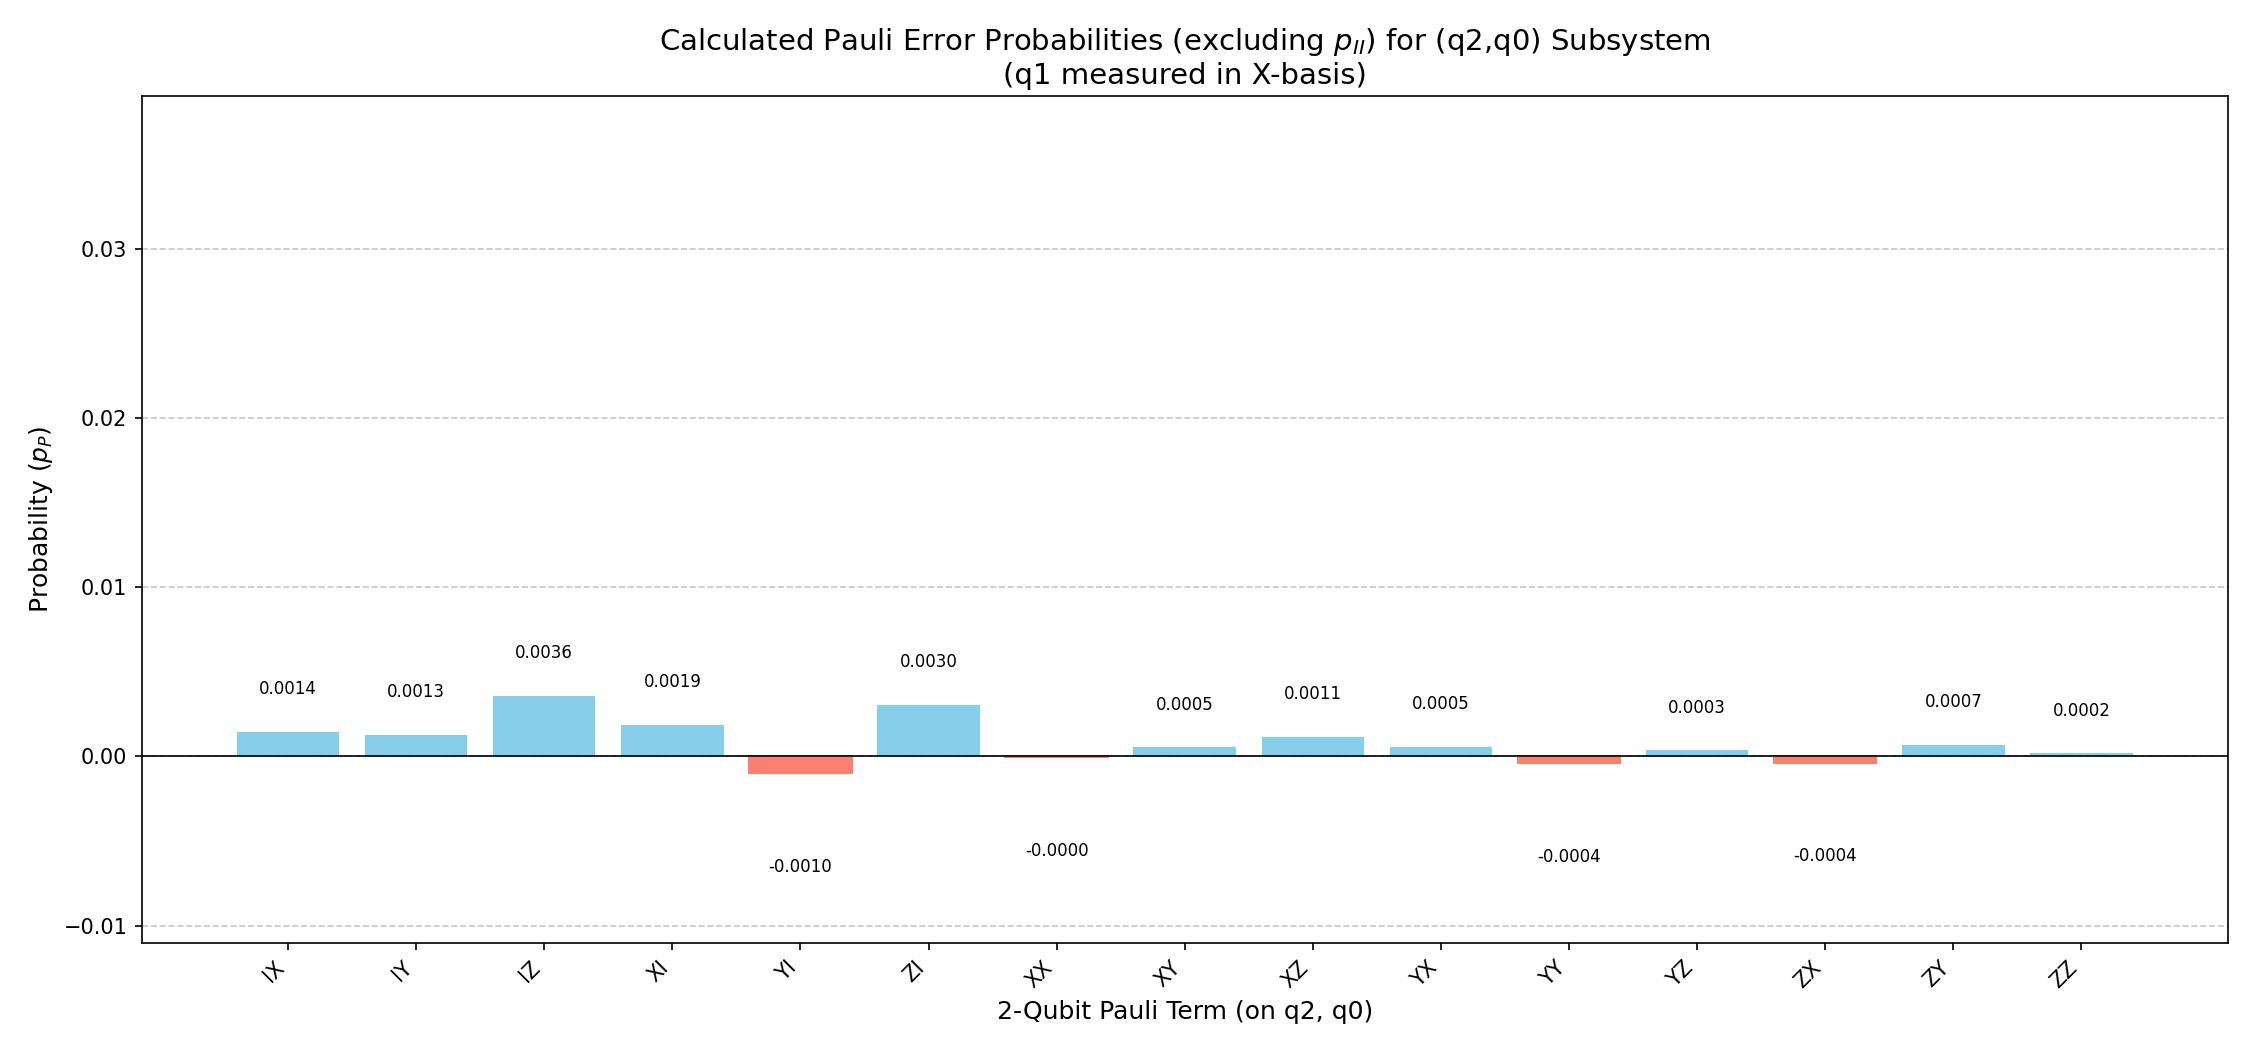 Calculated Pauli Error Probabilities (excluding p_{II}) for (q2,q0) Subsystem
(q1 measured in X-basis)
Probability (p_P)
0.03
0.02
0.01
0.00
−0.01
0.0014
0.0013
0.0036
0.0019
-0.0010
0.0030
-0.0000
0.0005
0.0011
0.0005
-0.0004
0.0003
-0.0004
0.0007
0.0002
IX
IY
IZ
XI
YI
ZI
XX
XY
XZ
YX
YY
YZ
ZX
ZY
ZZ
2-Qubit Pauli Term (on q2, q0)